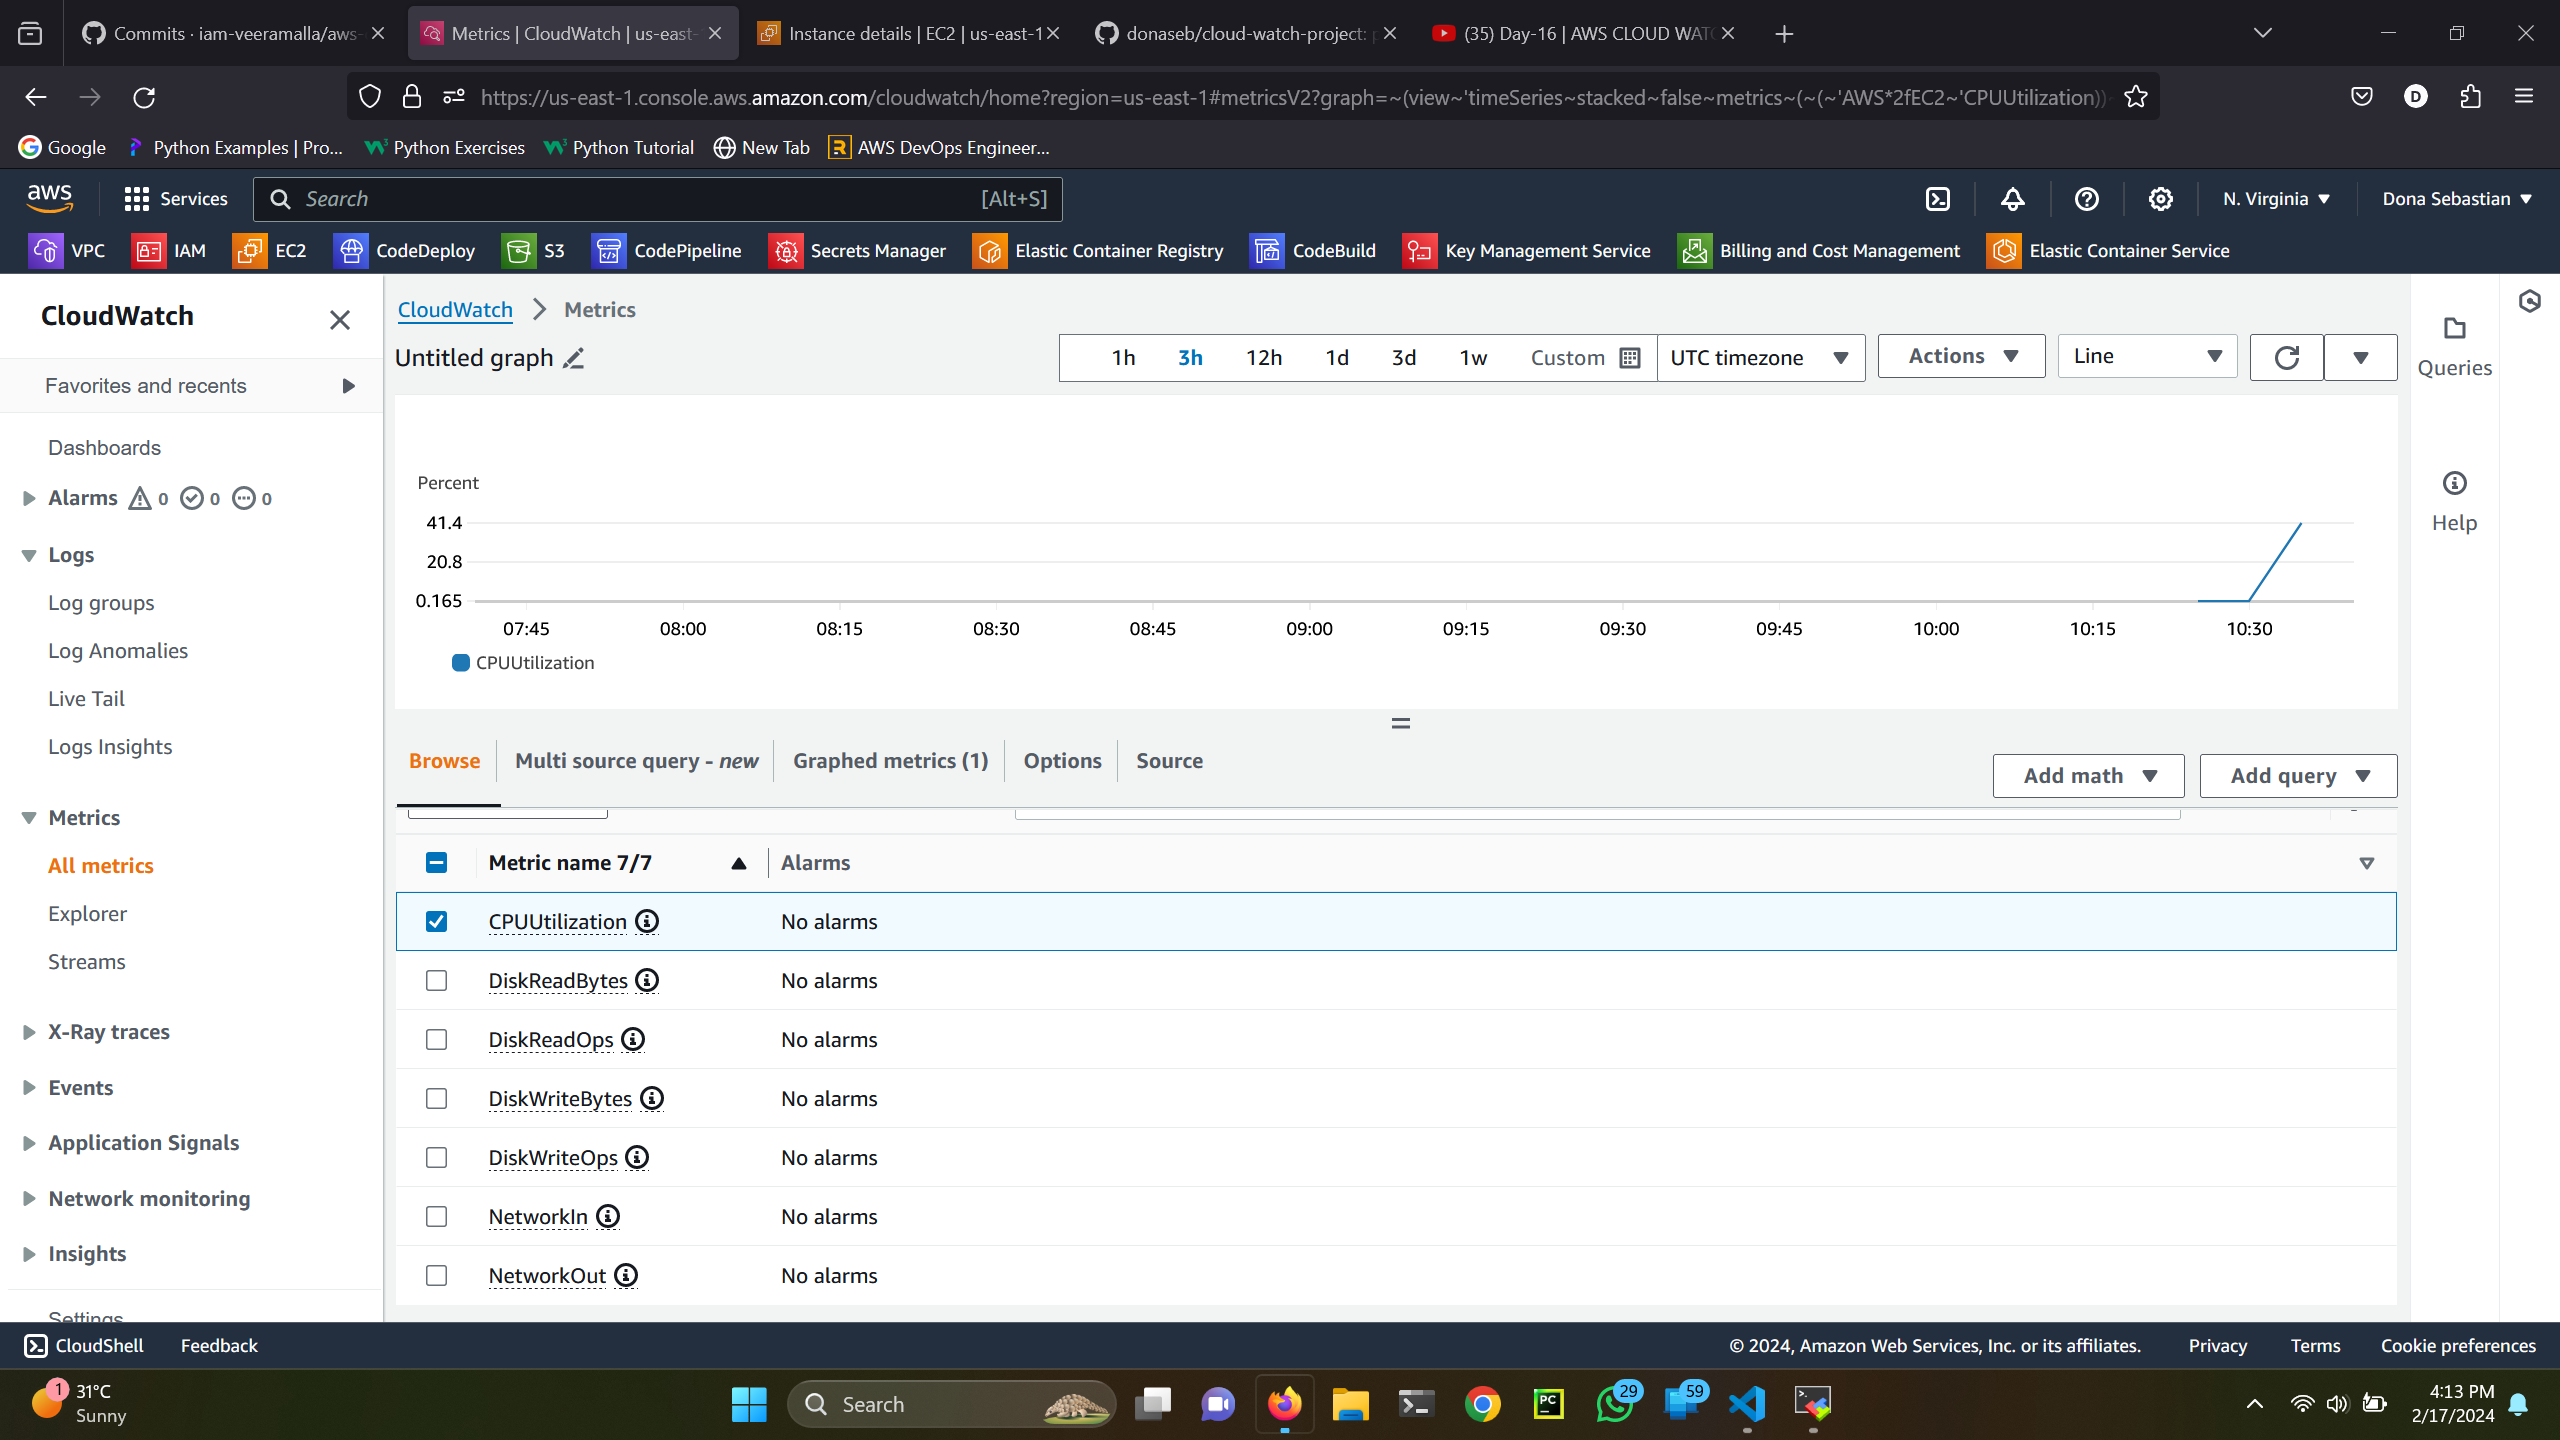 Commits · iam-veeramalla/aws-
Metrics | CloudWatch | us-east-
Instance details | EC2 | us-east-1
donaseb/cloud-watch-project:
(35) Day-16 | AWS CLOUD WATC
https://us-east-1.console.aws.amazon.com/cloudwatch/home?region=us-east-1#metricsV2?graph=~(view~'timeSeries~stacked~false~metrics~(~(~'AWS*2fEC2~'CPUUtilization))~
D
Google
Python Examples | Pro...
Python Exercises
Python Tutorial
New Tab
AWS DevOps Engineer...
aws
Services
Search
[Alt+S]
N. Virginia
Dona Sebastian
VPC
IAM
EC2
CodeDeploy
S3
CodePipeline
Secrets Manager
Elastic Container Registry
CodeBuild
Key Management Service
Billing and Cost Management
Elastic Container Service
CloudWatch
Favorites and recents
Dashboards
Alarms 0 0 0
Logs
Log groups
Log Anomalies
Live Tail
Logs Insights
Metrics
All metrics
Explorer
Streams
X-Ray traces
Events
Application Signals
Network monitoring
Insights
Settings
CloudWatch
Metrics
Untitled graph
1h
3h
12h
1d
3d
1w
Custom
UTC timezone
Actions
Line
Queries
Help
Percent
41.4
20.8
0.165
07:45
08:00
08:15
08:30
08:45
09:00
09:15
09:30
09:45
10:00
10:15
10:30
CPUUtilization
Browse
Multi source query - new
Graphed metrics (1)
Options
Source
Add math
Add query
Metric name 7/7
Alarms
CPUUtilization
No alarms
DiskReadBytes
No alarms
DiskReadOps
No alarms
DiskWriteBytes
No alarms
DiskWriteOps
No alarms
NetworkIn
No alarms
NetworkOut
No alarms
CloudShell
Feedback
© 2024, Amazon Web Services, Inc. or its affiliates.
Privacy
Terms
Cookie preferences
1
31°C
Sunny
Search
PC
29
59
4:13 PM
2/17/2024